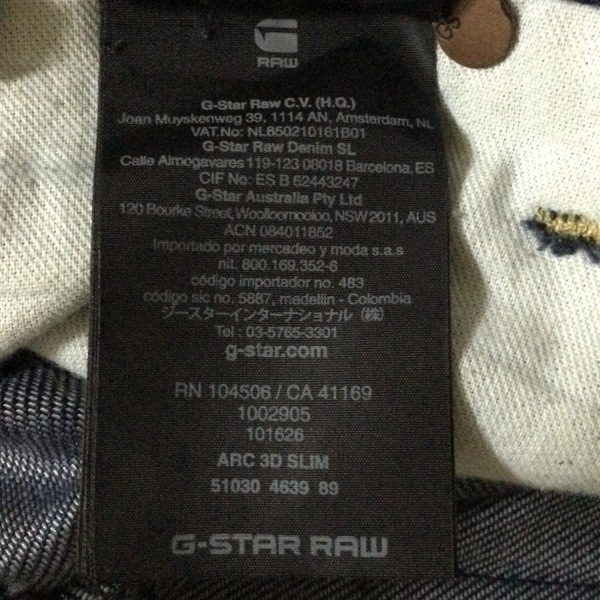 RAW
GS
G-Star Raw C.V. (H.Q.)
Joan Muyskenweg 39, 1114 AN, Amsterdam, NL
VAT.No: NL850210161B01
G-Star Raw Denim SL
Calle Almogavares 119-123 08018 Barcelona, ES
CIF No: ES B 62443247
G-Star Australia Pty Ltd
120 Bourke Street, Woolloomooloo, NSW 2011, AUS
ACN 084011852
Importado por mercadeo y moda s.a.s
nit. 800.169.352-6
código importador no. 483
código sic no. 5887, medellin - Colombia
ジースターインターナショナル (株)
Tel : 03-5765-3301
g-star.com
RN 104506 / CA 41169
1002905
101626
ARC 3D SLIM
51030 4639 89
G-STAR RAW